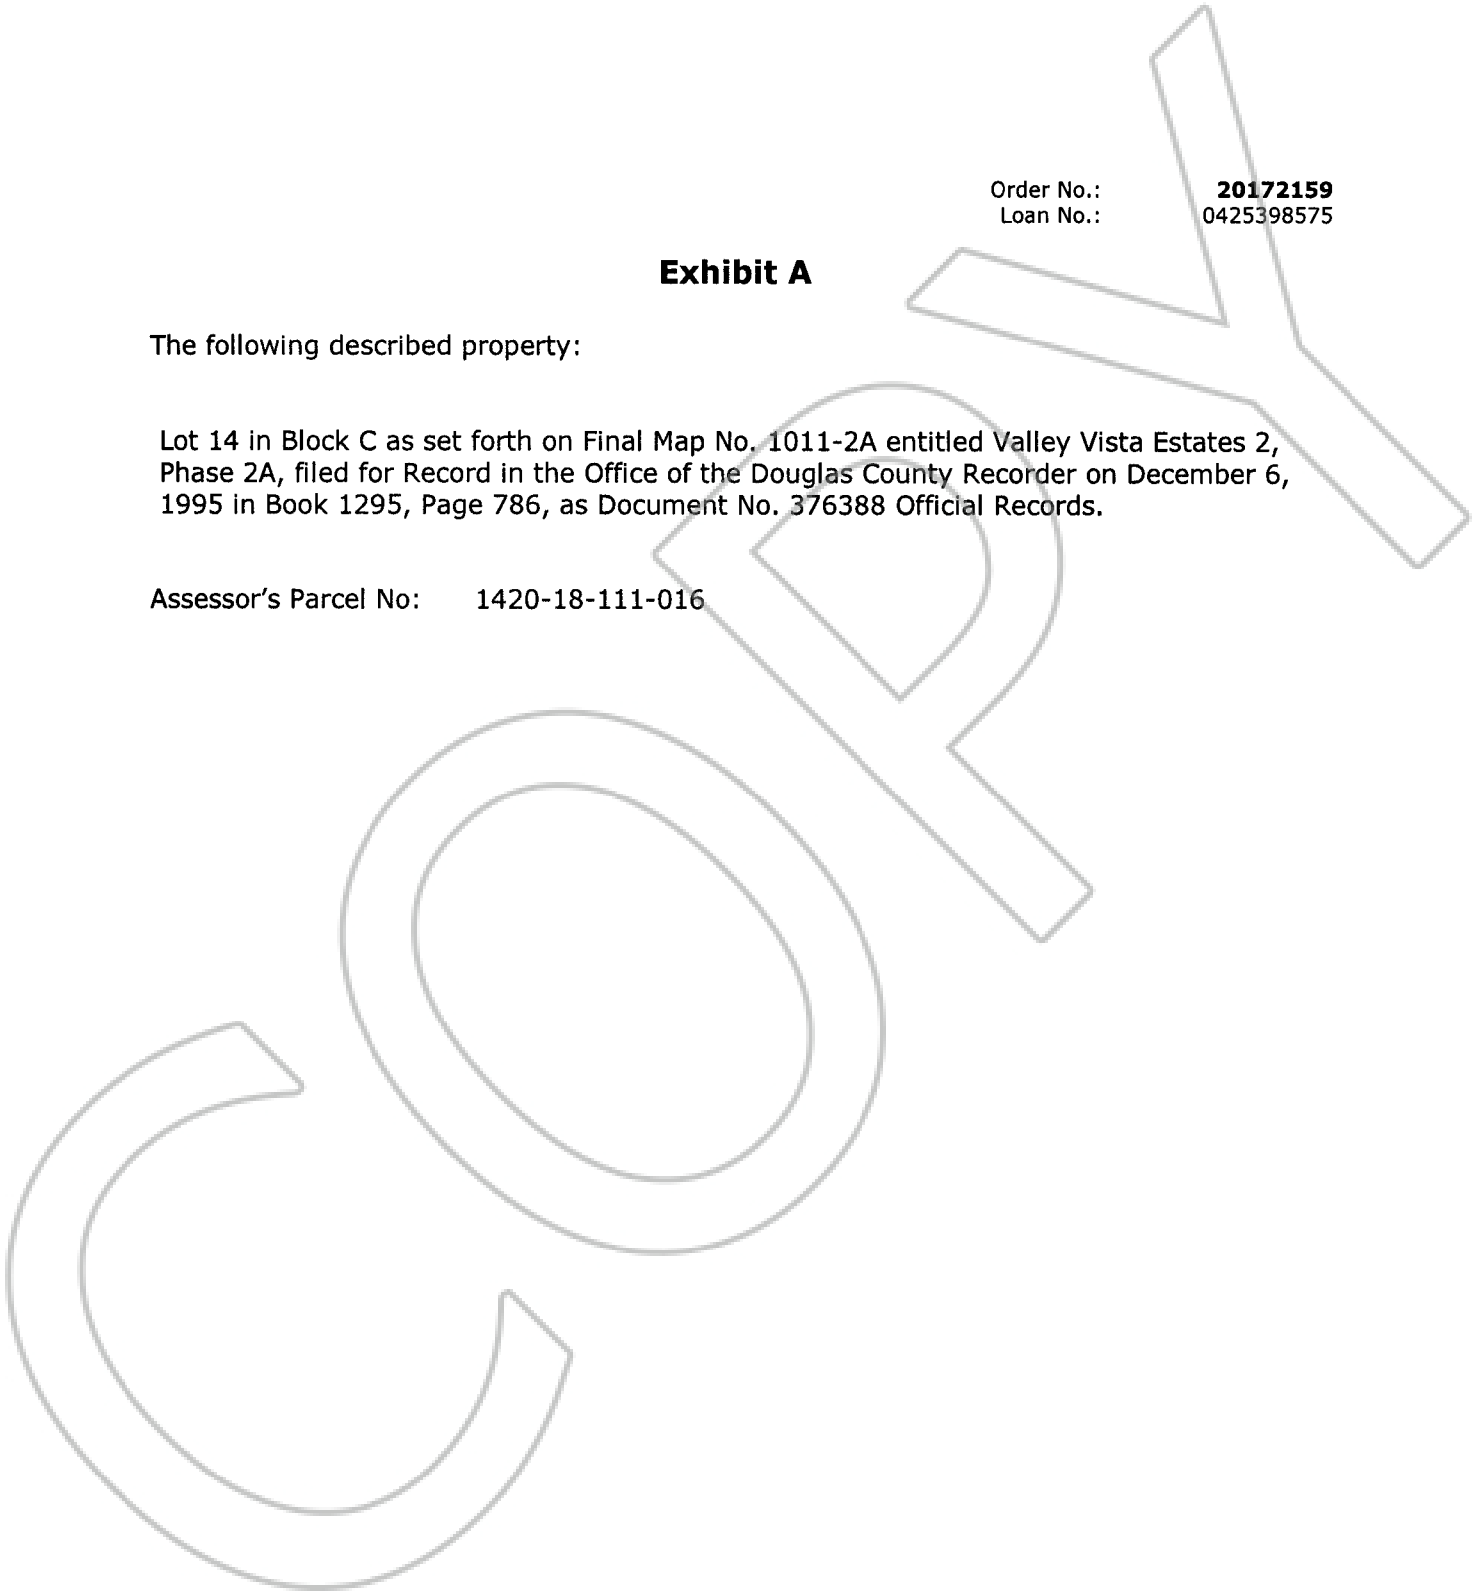 Order No.: 20172159
Loan No.: 0425398575
Exhibit A
The following described property:
Lot 14 in Block C as set forth on Final Map No. 1011-2A entitled Valley Vista Estates 2,
Phase 2A, filed for Record in the Office of the Douglas County Recorder on December 6,
1995 in Book 1295, Page 786, as Document No. 376388 Official Records.
Assessor's Parcel No: 1420-18-111-016
COPY